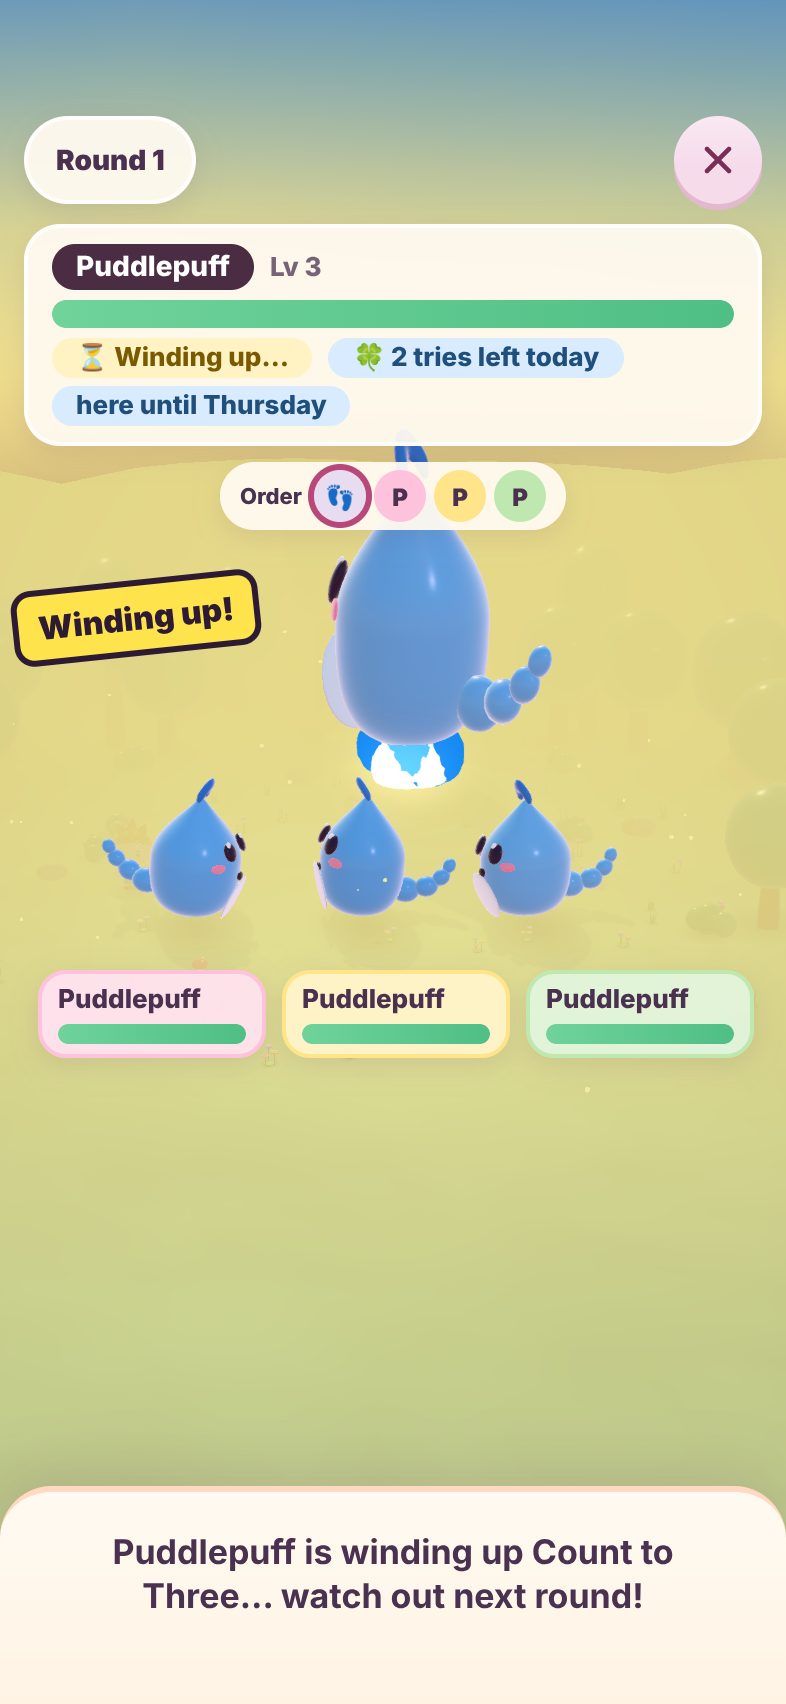 Round 1
Puddlepuff Lv 3
⏳ Winding up...
🍀 2 tries left today
here until Thursday
Order 👣 P P P
Winding up!
Puddlepuff
Puddlepuff
Puddlepuff
Puddlepuff is winding up Count to
Three... watch out next round!